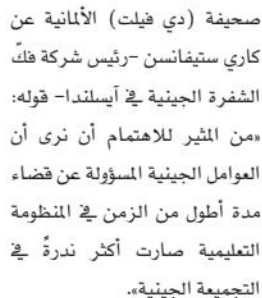 صحيفة (دي فيلت) الألمانية عن
كاري ستيفانسن -رئيس شركة فكّ
الشفرة الجينية في آيسلندا- قوله:
«من المثير للاهتمام أن نرى أن
العوامل الجينية المسؤولة عن قضاء
مدة أطول من الزمن في المنظومة
التعليمية صارت أكثر ندرةً في
التجميعة الجينية».